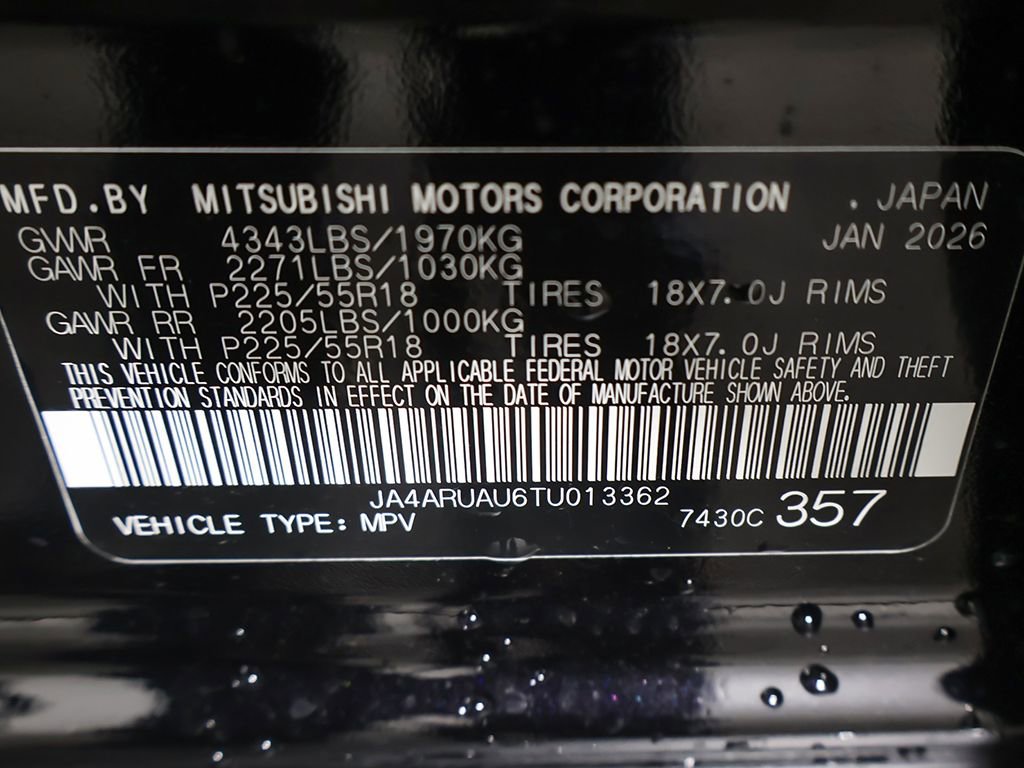 MFD.BY MITSUBISHI MOTORS CORPORATION . JAPAN
GVWR 4343LBS/1970KG JAN 2026
GAWR FR 2271LBS/1030KG
WITH P225/55R18 TIRES 18X7.0J RIMS
GAWR RR 2205LBS/1000KG
WITH P225/55R18 TIRES 18X7.0J RIMS
THIS VEHICLE CONFORMS TO ALL APPLICABLE FEDERAL MOTOR VEHICLE SAFETY AND THEFT
PREVENTION STANDARDS IN EFFECT ON THE DATE OF MANUFACTURE SHOWN ABOVE.
JA4ARUAU6TU013362
VEHICLE TYPE: MPV 7430C 357